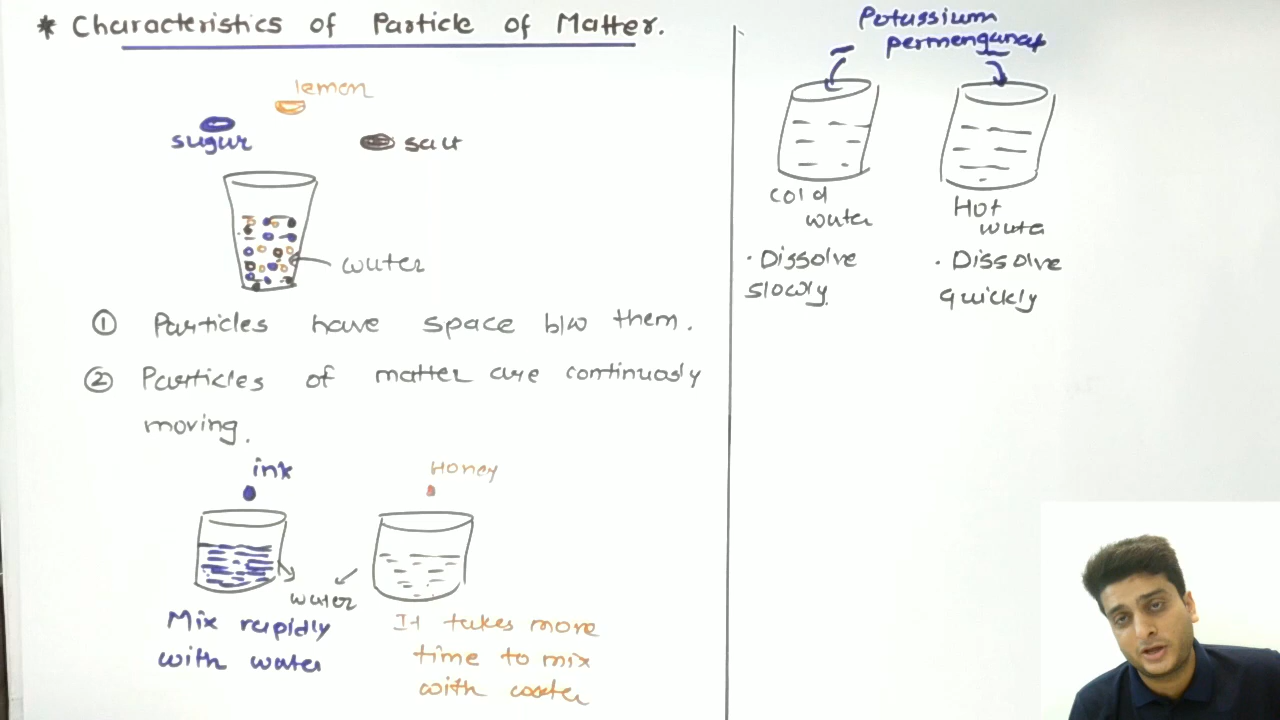 * Characteristics of Particle of Matter.
lemon
sugar
salt
water
① Particles have space b/w them.
② Particles of matter are continuously
moving.
ink
Honey
water
Mix rapidly
with water
It takes more
time to mix
with water
Potassium
permenganat
cold
water
Hot
water
· Dissolve
slowly.
· Dissolve
quickly